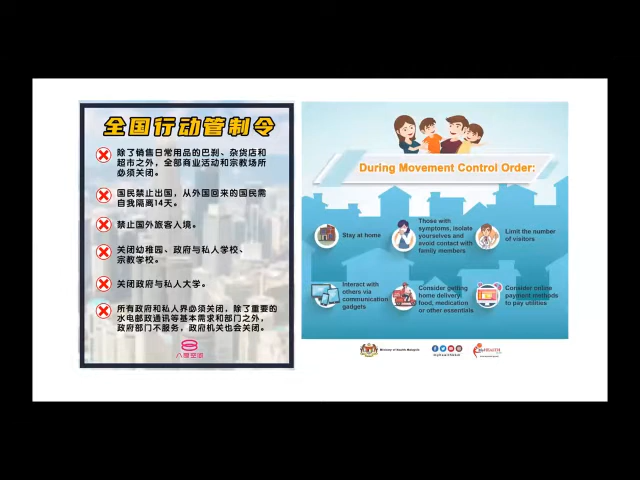 全国行动管制令
除了销售日常用品的巴刹、杂货店和
超市之外，全部商业活动和宗教场所
必须关闭。
国民禁止出国，从外国回来的国民需
自我隔离14天。
禁止国外旅客入境。
关闭幼稚园、政府与私人学校、
宗教学校。
关闭政府与私人大学。
所有政府和私人界必须关闭，除了重要的
水电邮政通讯等基本需求和部门之外，
政府部门不服务，政府机关也会关闭。
八度空间
During Movement Control Order:
Stay at home
Those with
symptoms, isolate
yourselves and
avoid contact with
family members
Limit the number
of visitors
Interact with
others via
communication
gadgets
Consider getting
home delivery:
food, medication
or other essentials
Consider online
payment methods
to pay utilities
Ministry of Health Malaysia